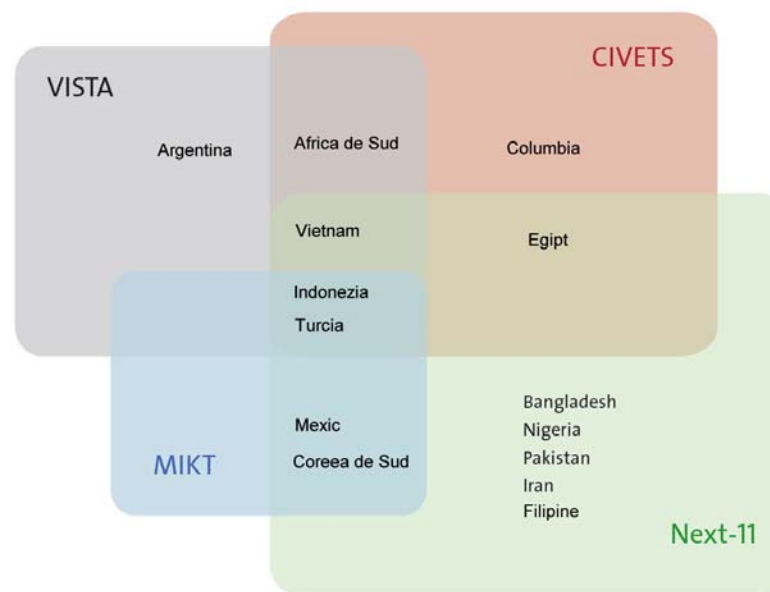 CIVETS
VISTA
Argentina
Africa de Sud
Columbia
Vietnam
Egipt
Indonezia
Turcia
Mexic
Coreea de Sud
MIKT
Bangladesh
Nigeria
Pakistan
Iran
Filipine
Next-11